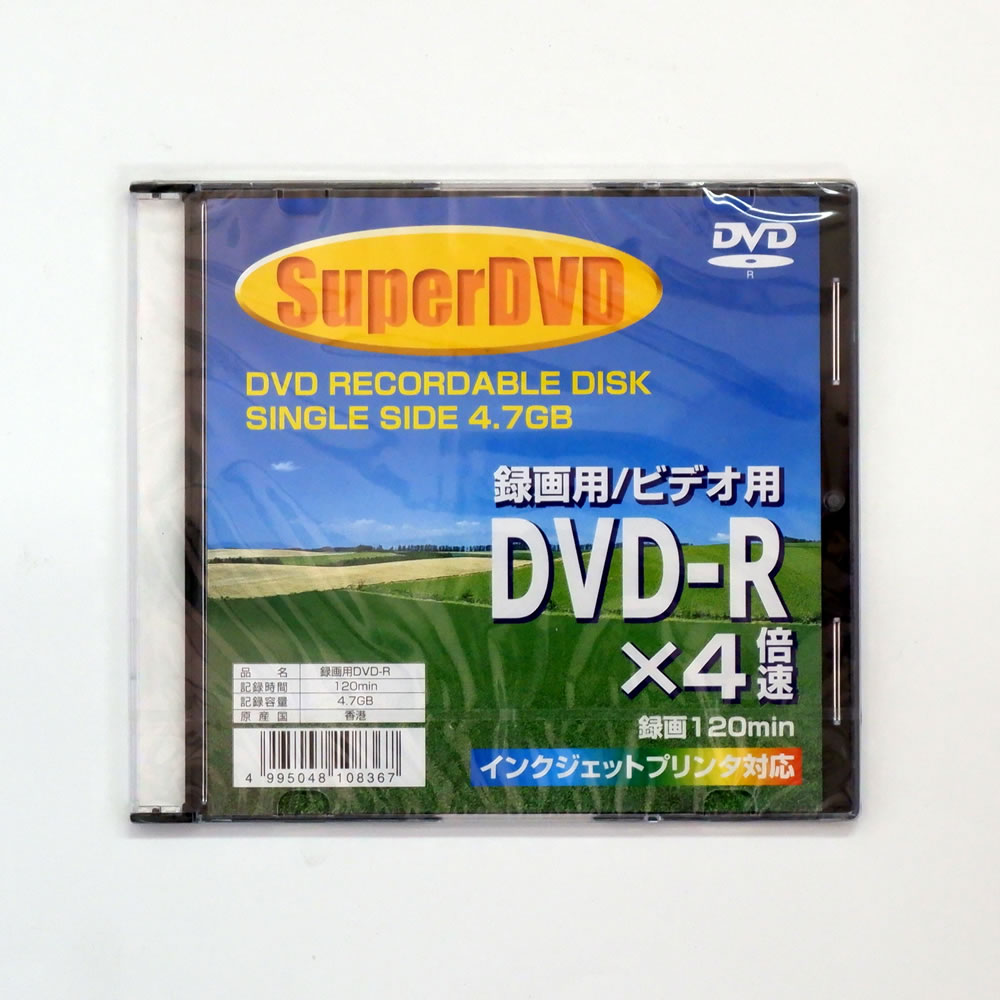 SuperDVD
DVD
R
DVD RECORDABLE DISK
SINGLE SIDE 4.7GB
録画用/ビデオ用
DVD-R
×4倍速
録画120min
インクジェットプリンタ対応
品 名 録画用DVD-R
記録時間 120min
記録容量 4.7GB
原産国 香港
4 995048 108367